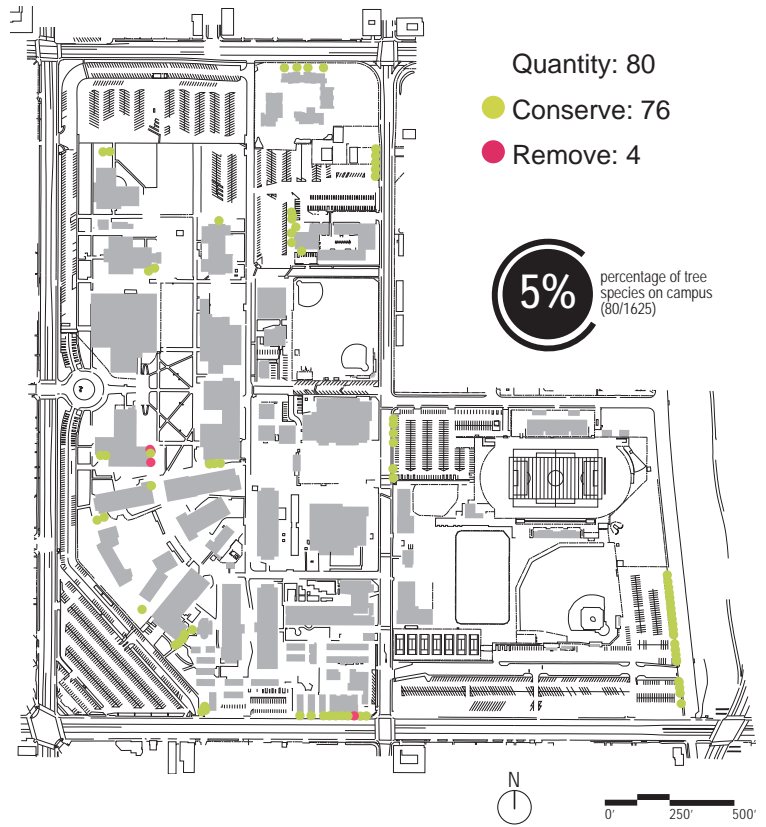 Quantity: 80
Conserve: 76
Remove: 4
5%
percentage of tree
species on campus
(80/1625)
N
0' 250' 500'